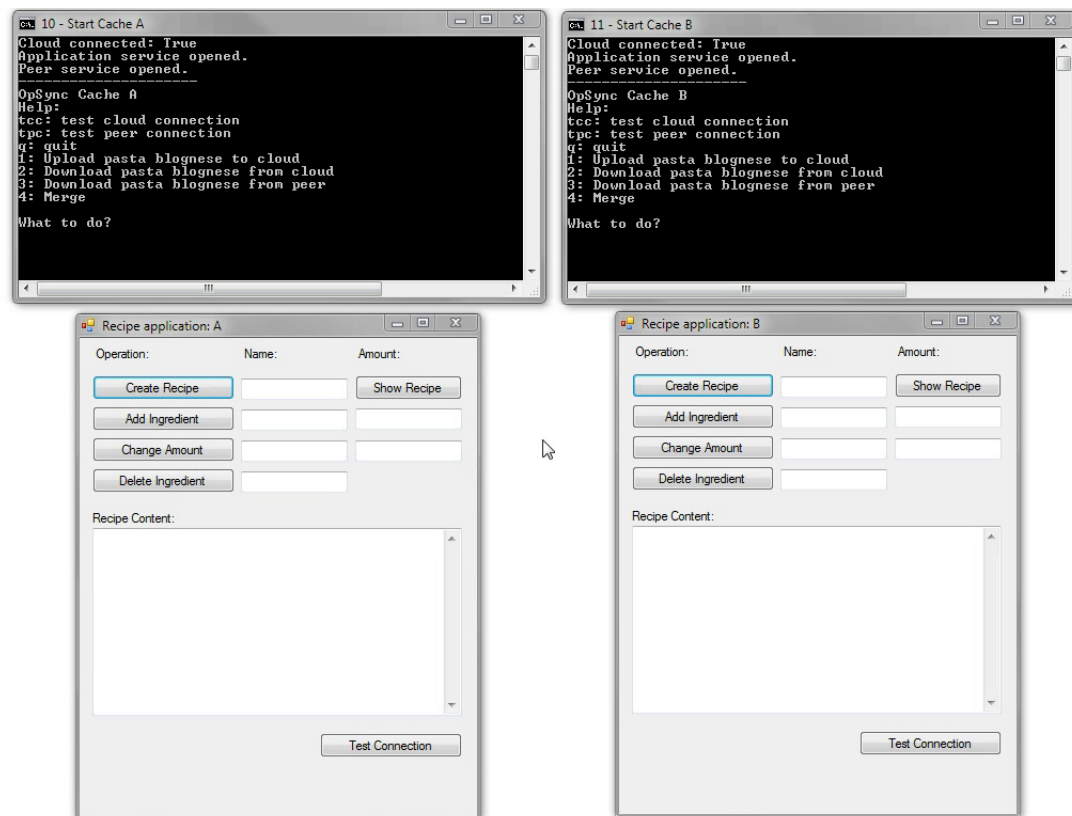 10 - Start Cache A
Cloud connected: True
Application service opened.
Peer service opened.
---------------------
OpSync Cache A
Help:
tcc: test cloud connection
tpc: test peer connection
q: quit
1: Upload pasta blognese to cloud
2: Download pasta blognese from cloud
3: Download pasta blognese from peer
4: Merge
What to do?
11 - Start Cache B
Cloud connected: True
Application service opened.
Peer service opened.
---------------------
OpSync Cache B
Help:
tcc: test cloud connection
tpc: test peer connection
q: quit
1: Upload pasta blognese to cloud
2: Download pasta blognese from cloud
3: Download pasta blognese from peer
4: Merge
What to do?
Recipe application: A
Operation: Name: Amount:
Create Recipe Show Recipe
Add Ingredient
Change Amount
Delete Ingredient
Recipe Content:
Test Connection
Recipe application: B
Operation: Name: Amount:
Create Recipe Show Recipe
Add Ingredient
Change Amount
Delete Ingredient
Recipe Content:
Test Connection